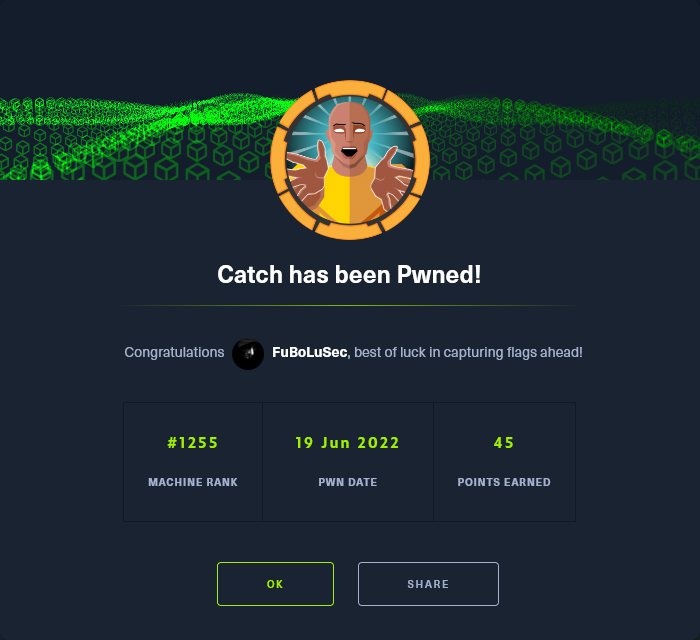 Catch has been Pwned!
Congratulations FuBoLuSec, best of luck in capturing flags ahead!
#1255 19 Jun 2022 45
MACHINE RANK PWN DATE POINTS EARNED
OK SHARE